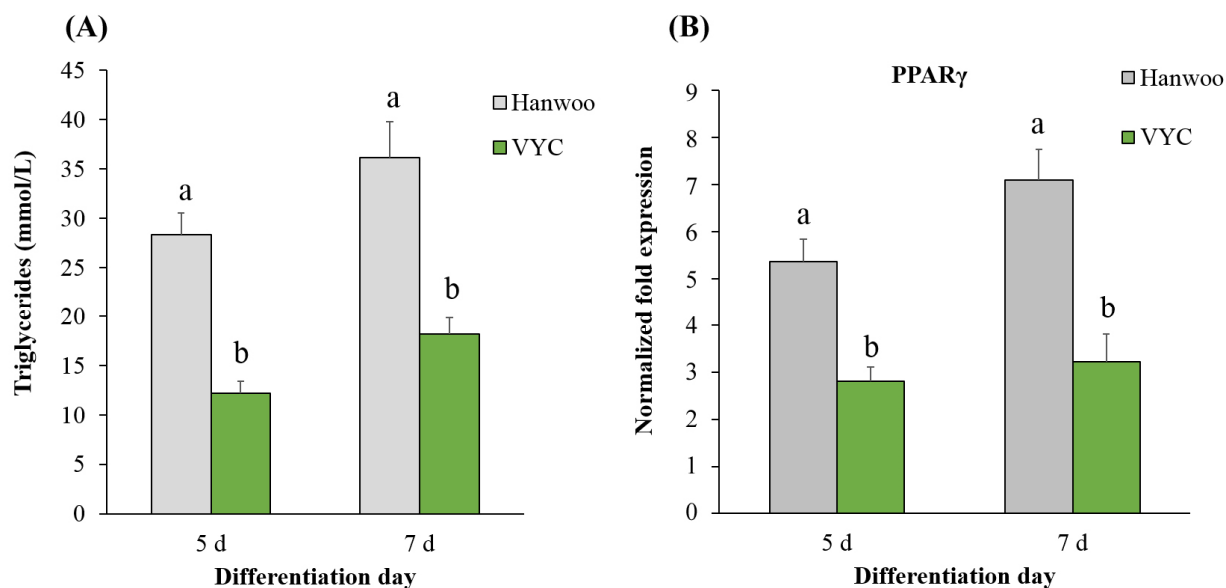 (A)
Triglycerides (mmol/L)
45
40
35
30
25
20
15
10
5
0
a
b
a
b
Hanwoo
VYC
5 d
7 d
Differentiation day
(B)
PPARγ
Normalized fold expression
9
8
7
6
5
4
3
2
1
0
a
b
a
b
Hanwoo
VYC
5 d
7 d
Differentiation day